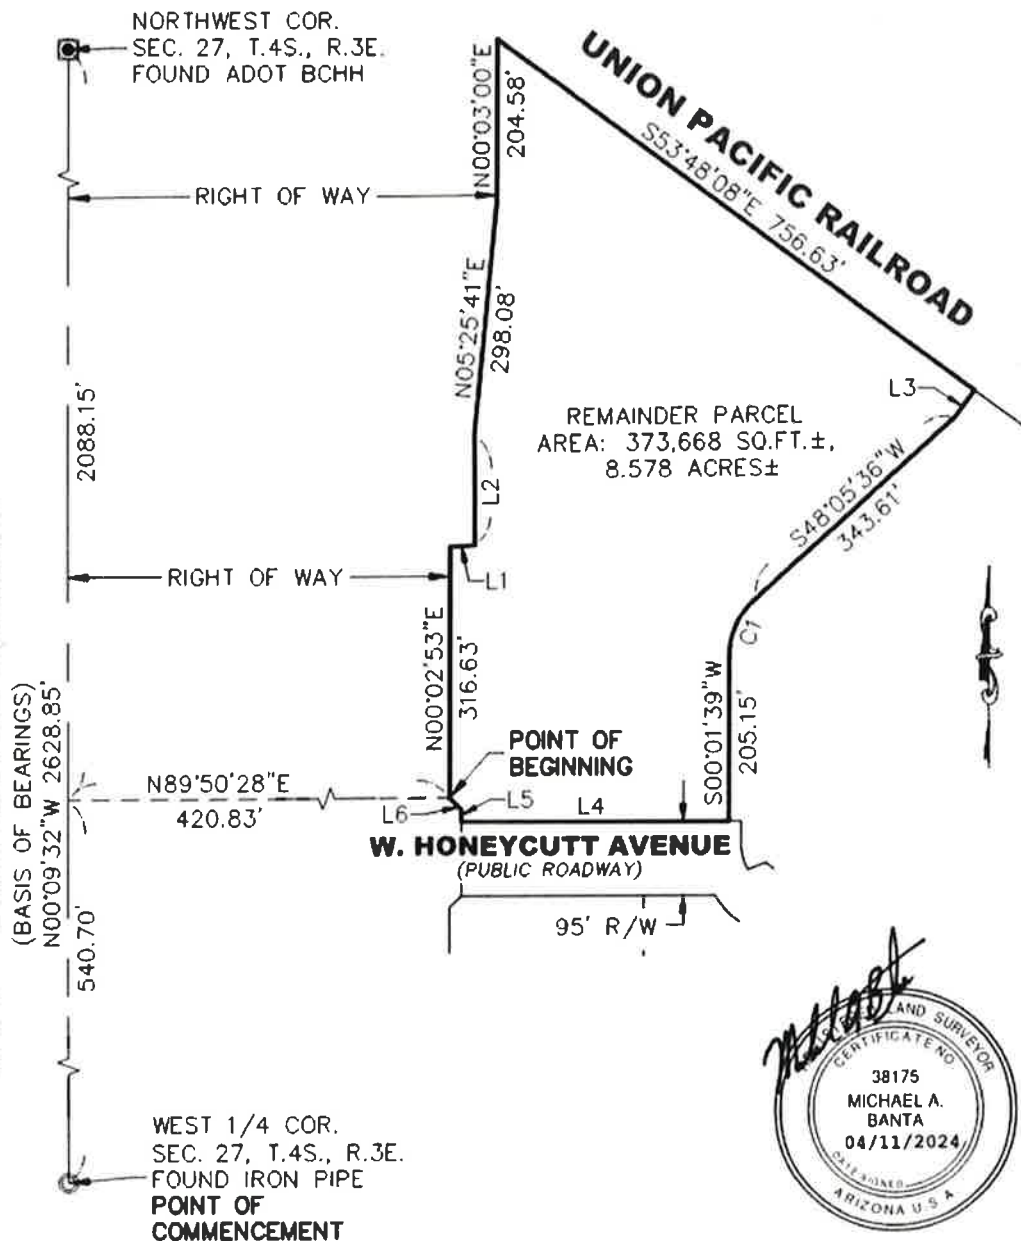 NORTHWEST COR.
SEC. 27, T.4S., R.3E.
FOUND ADOT BCHH
N00°03'00"E
204.58'
UNION PACIFIC RAILROAD
S53°48'08"E 756.63'
RIGHT OF WAY
N05°25'41"E
298.08'
2088.15'
L3
REMAINDER PARCEL
AREA: 373,668 SQ.FT.±,
8.578 ACRES±
L2
S48°05'36"W
343.61'
L1
RIGHT OF WAY
C1
N00°02'53"E
316.63'
S00°01'39"W
205.15'
(BASIS OF BEARINGS)
N00°09'32"W 2628.85'
POINT OF
BEGINNING
N89°50'28"E
420.83'
L6
L5
L4
W. HONEYCUTT AVENUE
(PUBLIC ROADWAY)
95' R/W
540.70'
WEST 1/4 COR.
SEC. 27, T.4S., R.3E.
FOUND IRON PIPE
POINT OF
COMMENCEMENT
LAND SURVEYOR
CERTIFICATE NO.
38175
MICHAEL A.
BANTA
04/11/2024
DATE SIGNED
ARIZONA U.S.A